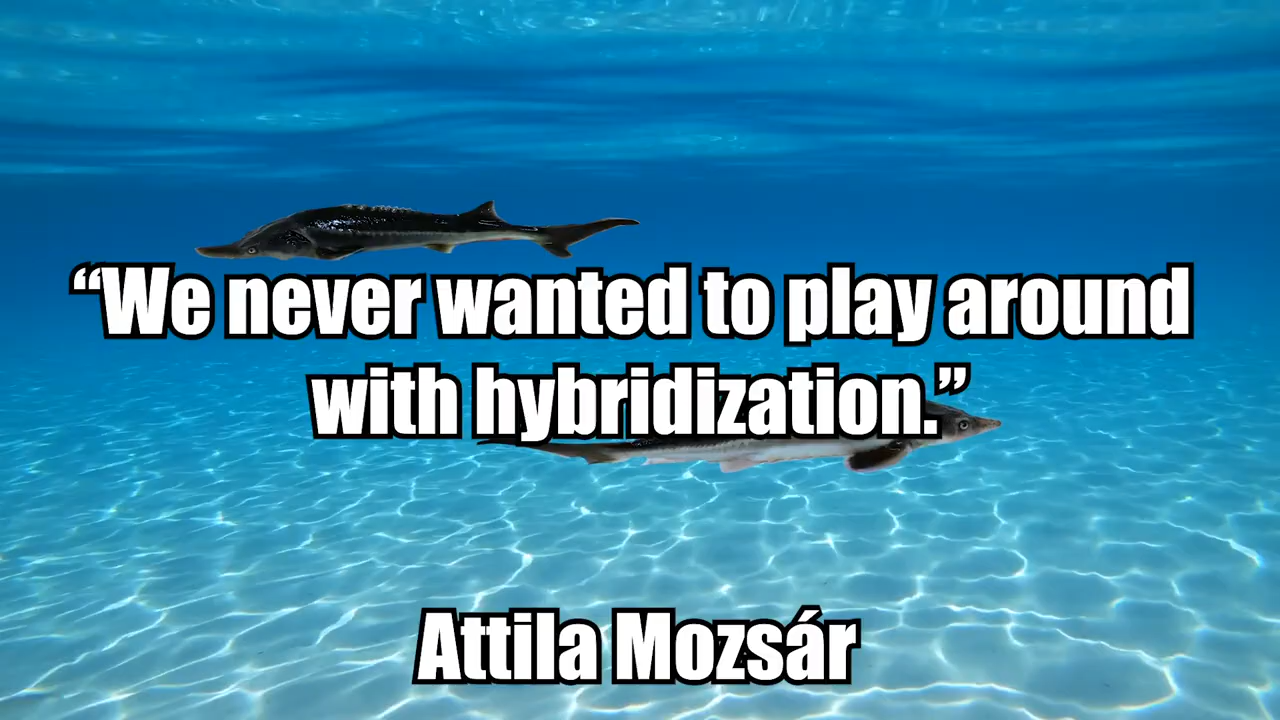 “We never wanted to play around
with hybridization.”
Attila Mozsár